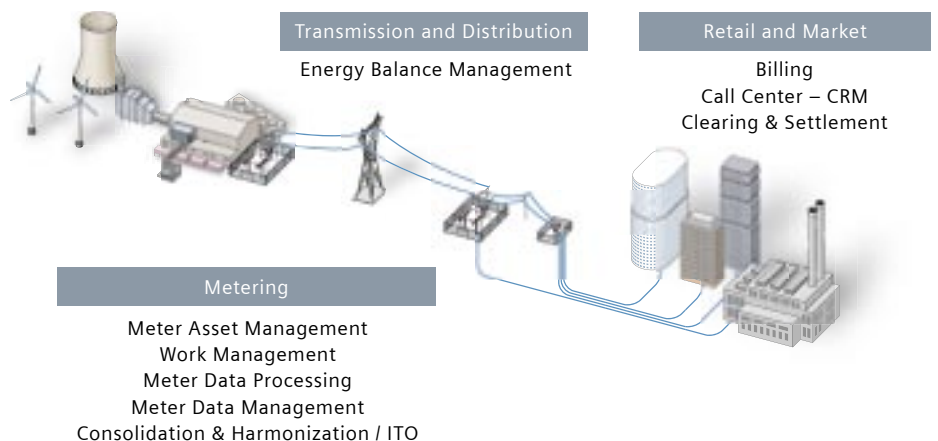 Transmission and Distribution
Energy Balance Management
Retail and Market
Billing
Call Center – CRM
Clearing & Settlement
Metering
Meter Asset Management
Work Management
Meter Data Processing
Meter Data Management
Consolidation & Harmonization / ITO